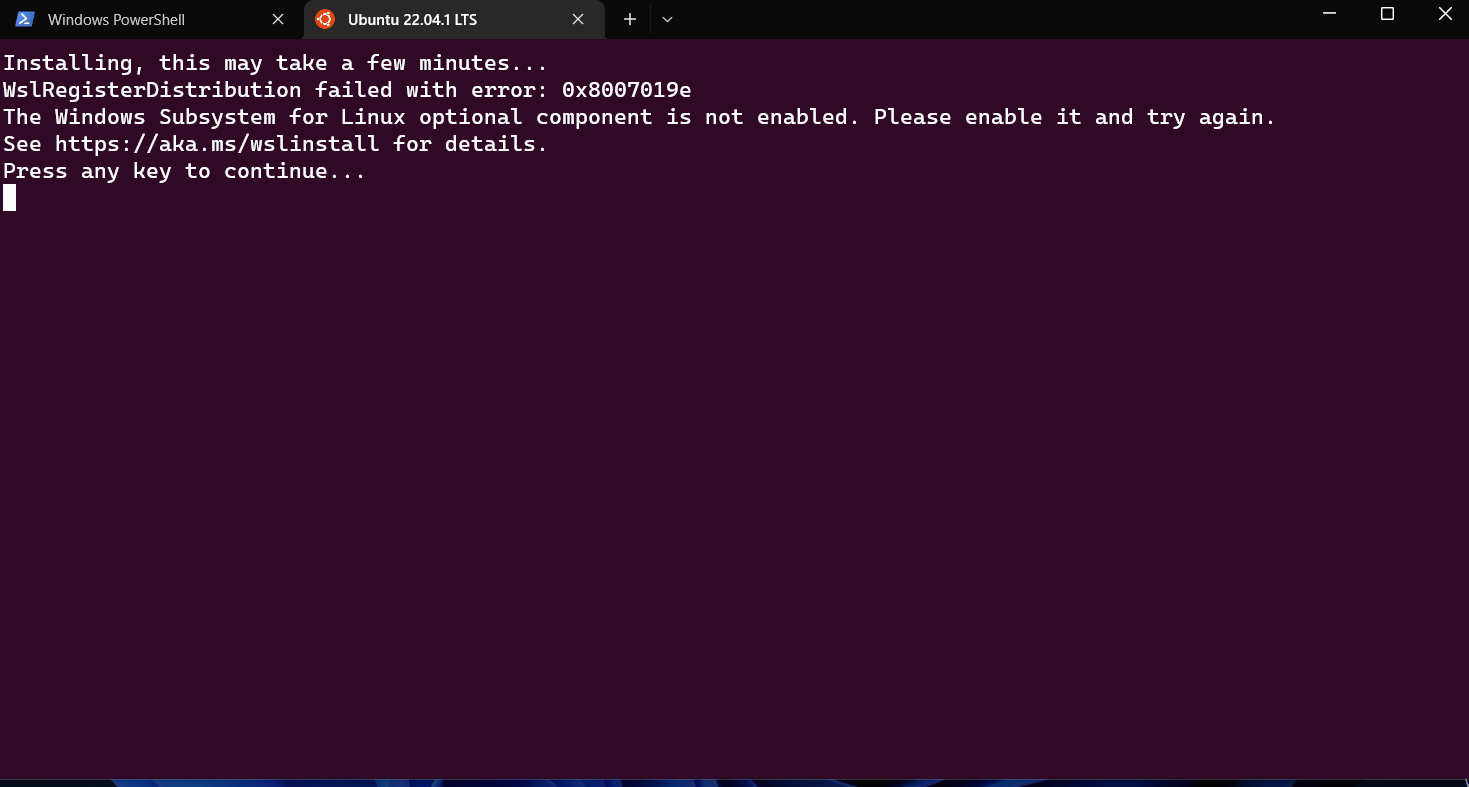 Windows PowerShell
Ubuntu 22.04.1 LTS
Installing, this may take a few minutes...
WslRegisterDistribution failed with error: 0x8007019e
The Windows Subsystem for Linux optional component is not enabled. Please enable it and try again.
See https://aka.ms/wslinstall for details.
Press any key to continue...